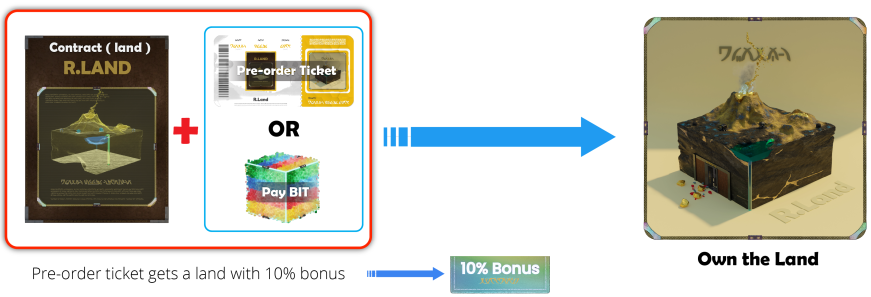 Contract ( land )
R.LAND
Pre-order Ticket
R.Land
OR
Pay BIT
R.Land
Own the Land
Pre-order ticket gets a land with 10% bonus
10% Bonus